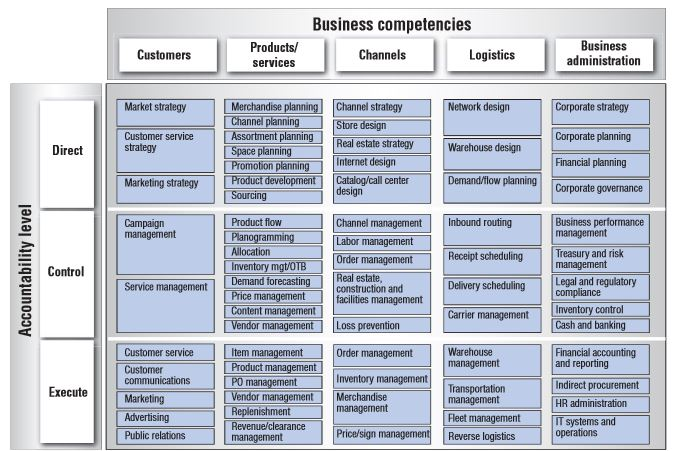 Business competencies
Customers
Products/
services
Channels
Logistics
Business
administration
Accountability level
Direct
Market strategy
Customer service
strategy
Marketing strategy
Merchandise planning
Channel planning
Assortment planning
Space planning
Promotion planning
Product development
Sourcing
Channel strategy
Store design
Real estate strategy
Internet design
Catalog/call center
design
Network design
Warehouse design
Demand/flow planning
Corporate strategy
Corporate planning
Financial planning
Corporate governance
Control
Campaign
management
Service management
Product flow
Planogramming
Allocation
Inventory mgt/OTB
Demand forecasting
Price management
Content management
Vendor management
Channel management
Labor management
Order management
Real estate,
construction and
facilities management
Loss prevention
Inbound routing
Receipt scheduling
Delivery scheduling
Carrier management
Business performance
management
Treasury and risk
management
Legal and regulatory
compliance
Inventory control
Cash and banking
Execute
Customer service
Customer
communications
Marketing
Advertising
Public relations
Item management
Product management
PO management
Vendor management
Replenishment
Revenue/clearance
management
Order management
Inventory management
Merchandise
management
Price/sign management
Warehouse
management
Transportation
management
Fleet management
Reverse logistics
Financial accounting
and reporting
Indirect procurement
HR administration
IT systems and
operations